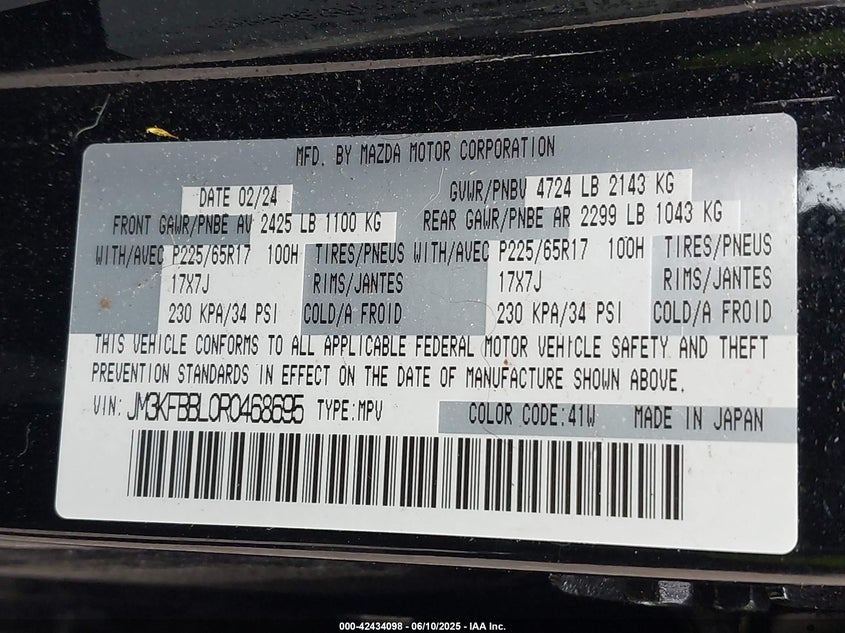 MFD. BY MAZDA MOTOR CORPORATION
DATE 02/24 GVWR/PNBV 4724 LB 2143 KG
FRONT GAWR/PNBE AV 2425 LB 1100 KG REAR GAWR/PNBE AR 2299 LB 1043 KG
WITH/AVEC P225/65R17 100H TIRES/PNEUS WITH/AVEC P225/65R17 100H TIRES/PNEUS
17X7J RIMS/JANTES 17X7J RIMS/JANTES
230 KPA/34 PSI COLD/A FROID 230 KPA/34 PSI COLD/A FROID
THIS VEHICLE CONFORMS TO ALL APPLICABLE FEDERAL MOTOR VEHICLE SAFETY AND THEFT
PREVENTION STANDARDS IN EFFECT ON THE DATE OF MANUFACTURE SHOWN ABOVE.
VIN: JM3KFBBL0R0468695 TYPE:MPV COLOR CODE:41W MADE IN JAPAN
000-42434098 - 06/10/2025 - IAA Inc.